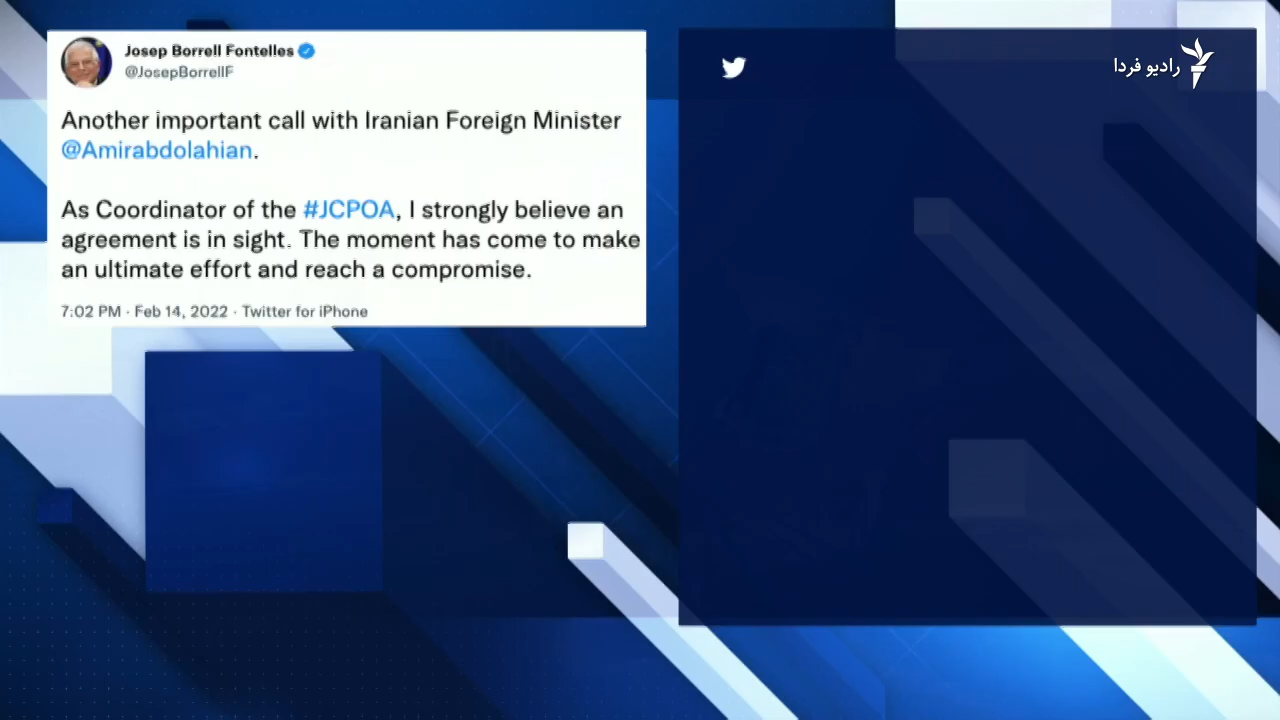 Josep Borrell Fontelles
@JosepBorrellF
Another important call with Iranian Foreign Minister
@Amirabdolahian.
As Coordinator of the #JCPOA, I strongly believe an
agreement is in sight. The moment has come to make
an ultimate effort and reach a compromise.
7:02 PM · Feb 14, 2022 · Twitter for iPhone
رادیو فردا